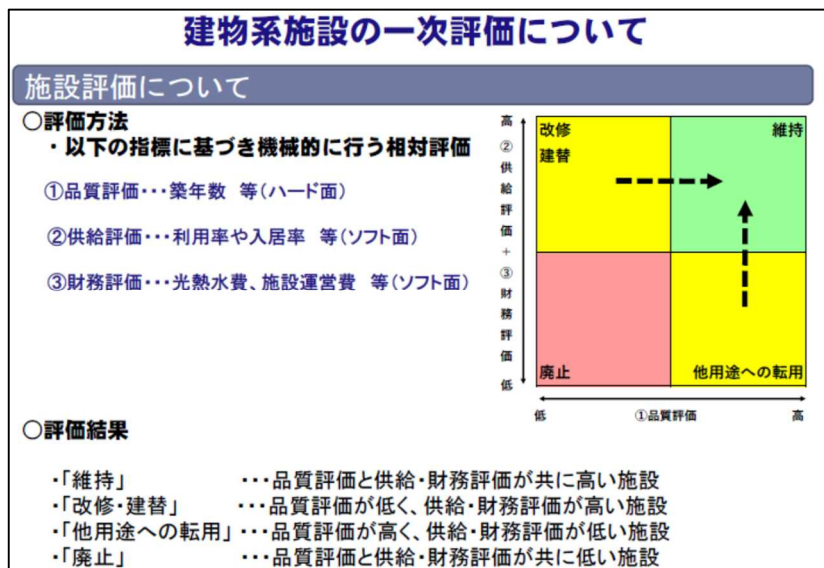 建物系施設の一次評価について
施設評価について
○評価方法
・以下の指標に基づき機械的に行う相対評価
①品質評価・・・築年数　等(ハード面)
②供給評価・・・利用率や入居率　等(ソフト面)
③財務評価・・・光熱水費、施設運営費　等(ソフト面)
高
②供給評価+③財務評価
低
改修
建替
維持
廃止
他用途への転用
低
①品質評価
高
○評価結果
・「維持」　・・・品質評価と供給・財務評価が共に高い施設
・「改修・建替」　・・・品質評価が低く、供給・財務評価が高い施設
・「他用途への転用」・・・品質評価が高く、供給・財務評価が低い施設
・「廃止」　・・・品質評価と供給・財務評価が共に低い施設